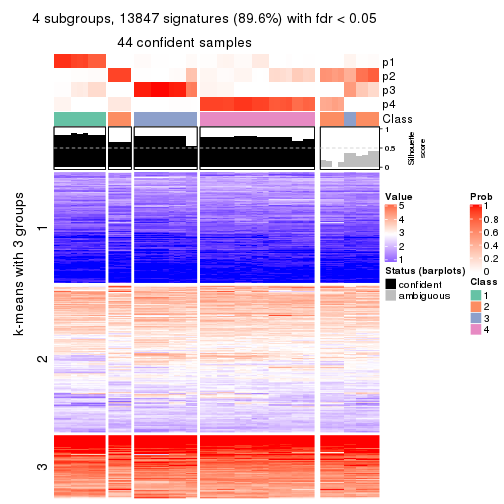 4 subgroups, 13847 signatures (89.6%) with fdr < 0.05
44 confident samples
p1
p2
p3
p4
Class
1
0.5
0
Silhouette
score
k-means with 3 groups
1
2
3
Value
5
4
3
2
1
Status (barplots)
confident
ambiguous
Prob
1
0.8
0.6
0.4
0.2
0
Class
1
2
3
4